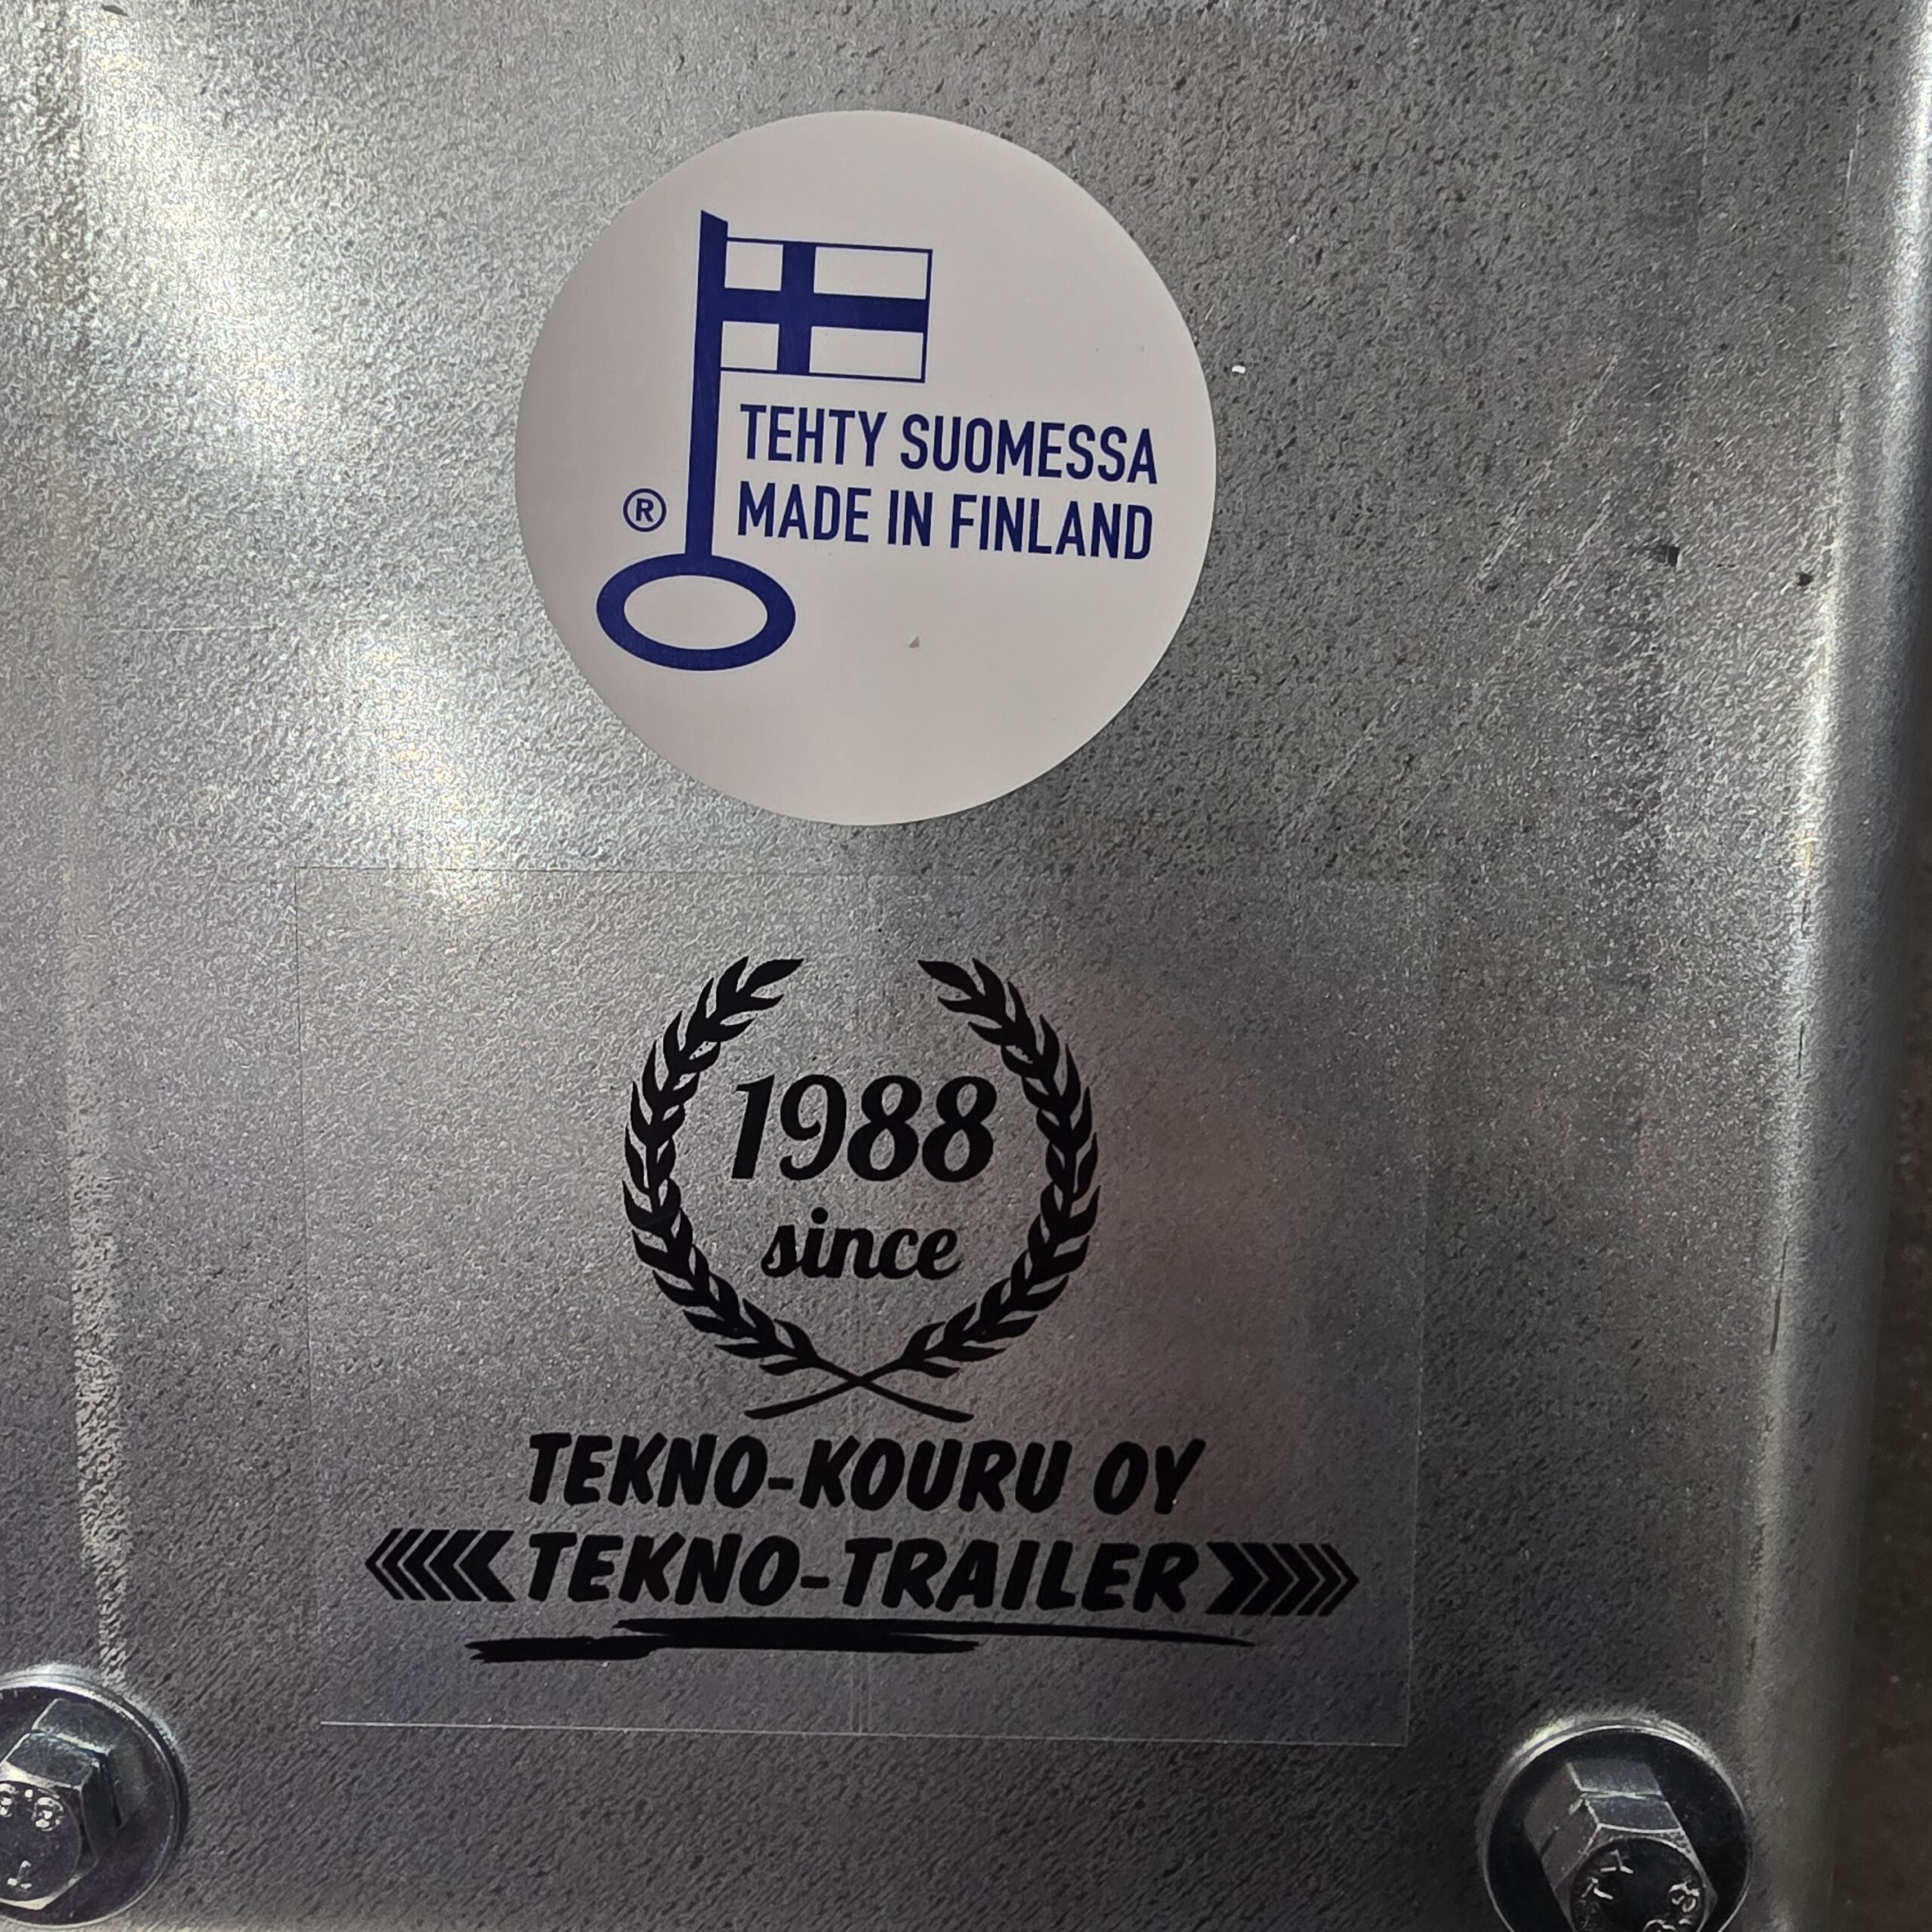 TEHTY SUOMESSA
MADE IN FINLAND
®
1988
since
TEKNO-KOURU OY
TEKNO-TRAILER